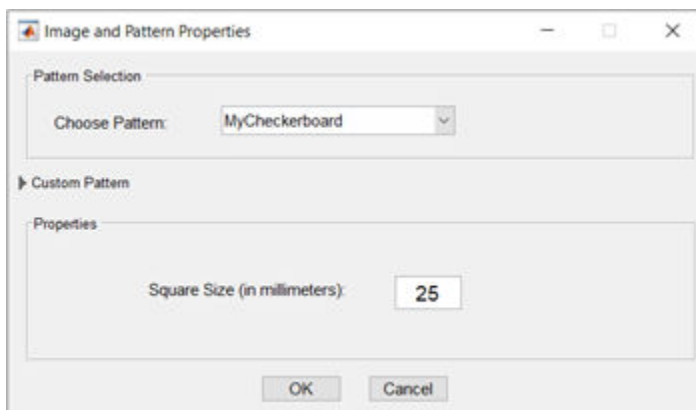 Image and Pattern Properties
Pattern Selection
Choose Pattern: MyCheckerboard
Custom Pattern
Properties
Square Size (in millimeters): 25
OK Cancel